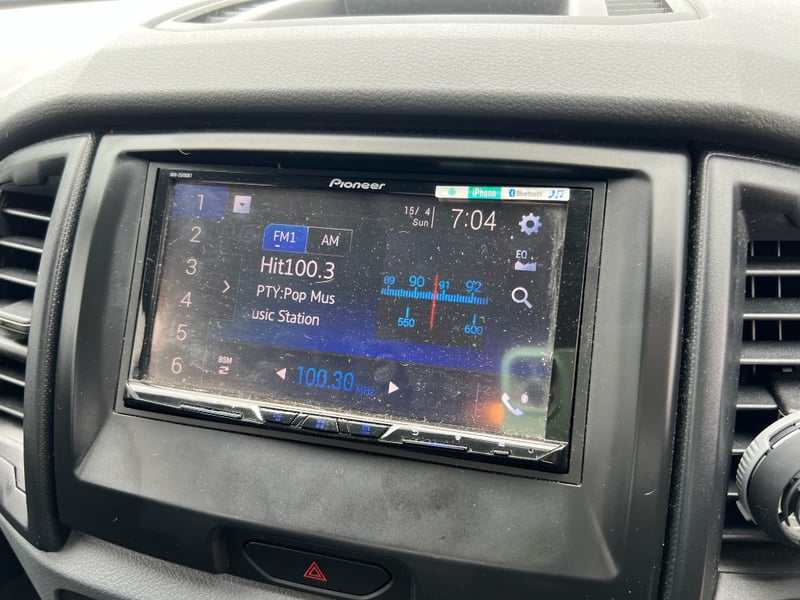 Pioneer
iPhone
Bluetooth
1
15/ 4
Sun
7:04
2
FM1
AM
EQ
3
Hit100.3
89 90 91 92
4
PTY:Pop Mus
usic Station
560
600
5
6
BSM
100.30 MHz